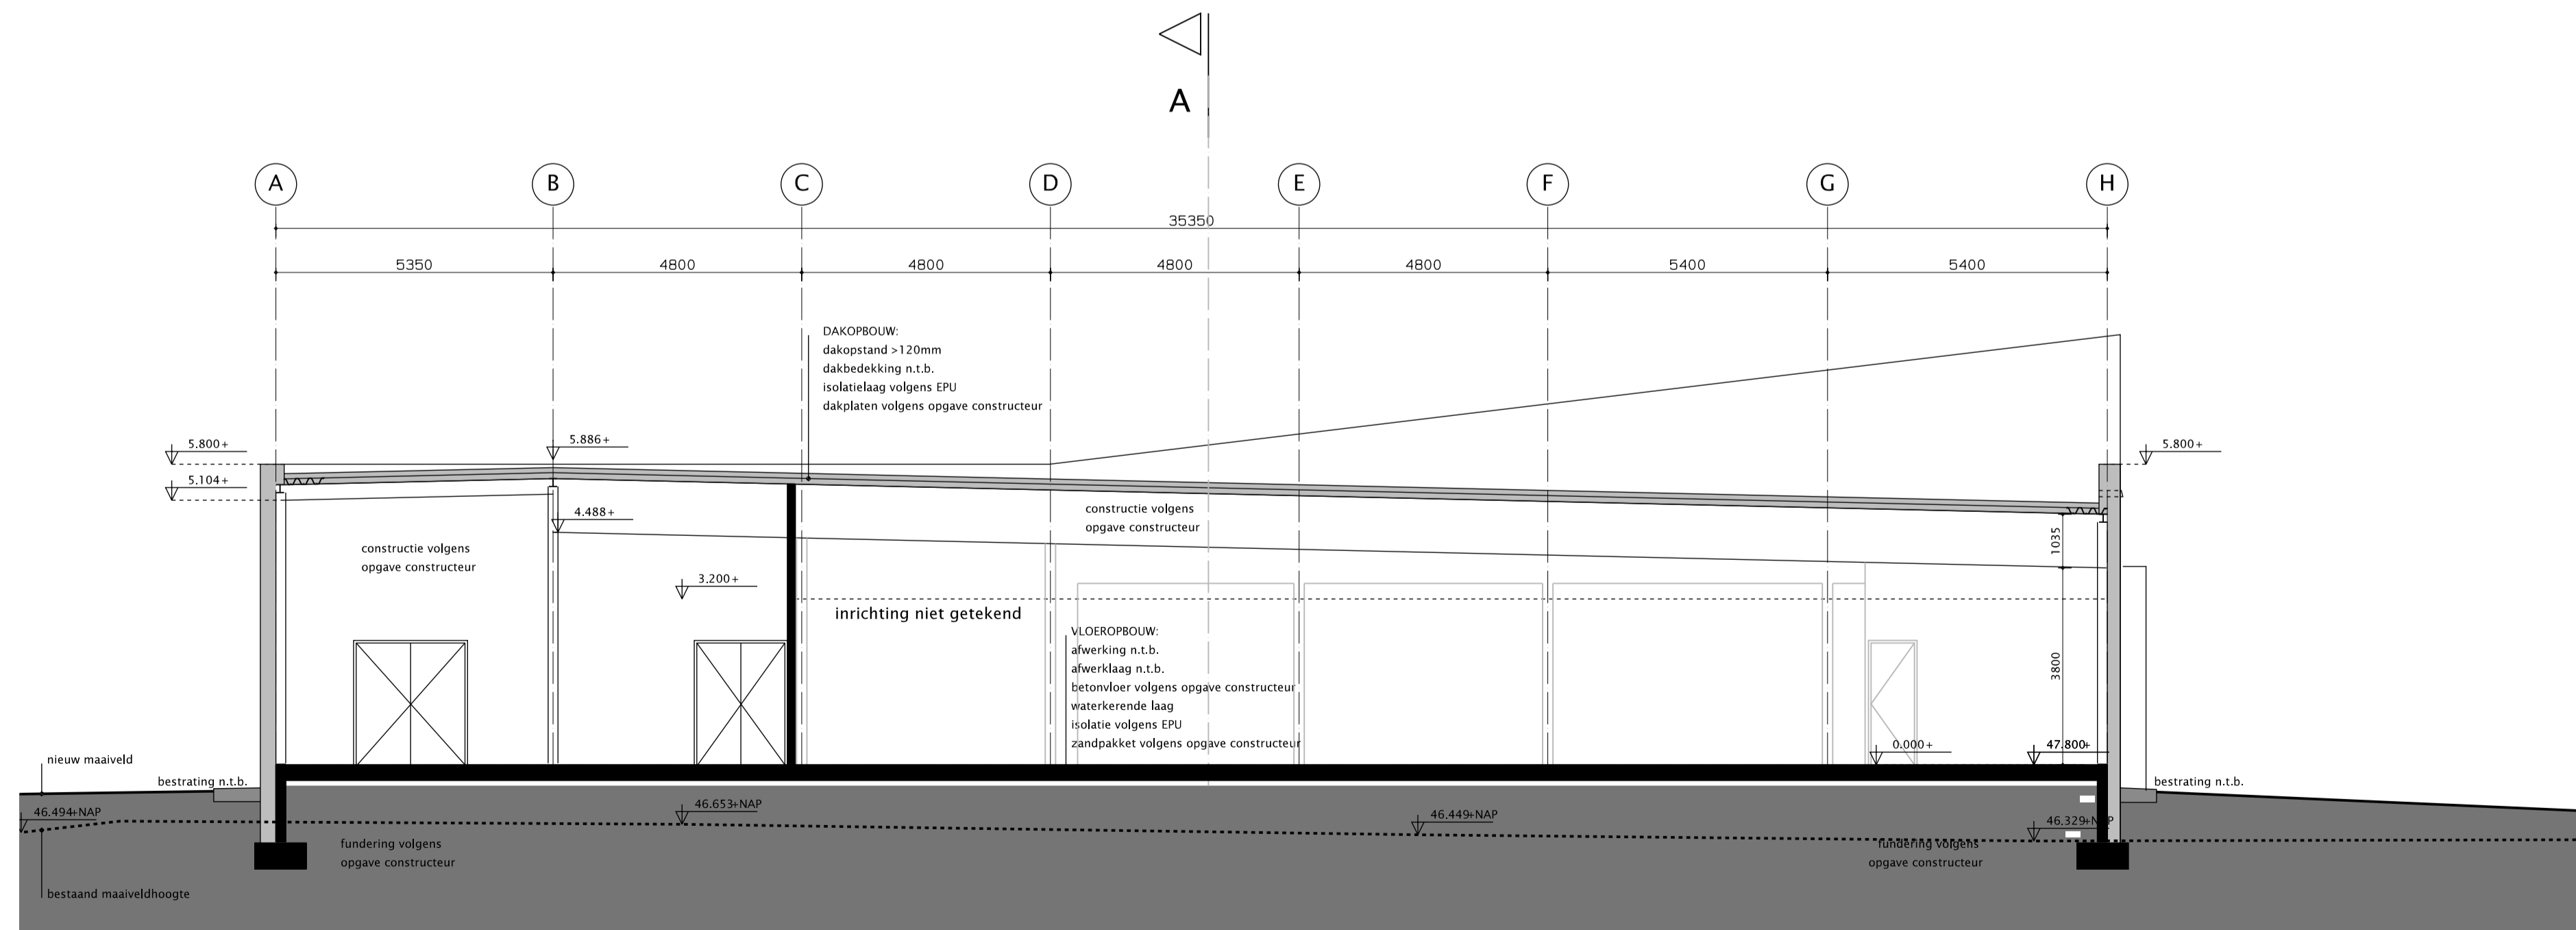 A
A
B
C
D
E
F
G
H
35350
5350
4800
4800
4800
4800
5400
5400
DAKOPBOUW:
dakopstand >120mm
dakbedekking n.t.b.
isolatielaag volgens EPU
dakplaten volgens opgave constructeur
5.800+
5.886+
5.800+
5.104+
4.488+
constructie volgens
opgave constructeur
constructie volgens
opgave constructeur
1035
3.200+
inrichting niet getekend
VLOEROPBOUW:
afwerking n.t.b.
afwerklaag n.t.b.
betonvloer volgens opgave constructeur
waterkerende laag
isolatie volgens EPU
zandpakket volgens opgave constructeur
3800
0.000+
47.800+
nieuw maaiveld
bestrating n.t.b.
bestrating n.t.b.
46.494+NAP
46.653+NAP
46.449+NAP
46.329+NAP
fundering volgens
opgave constructeur
fundering volgens
opgave constructeur
bestaand maaiveldhoogte